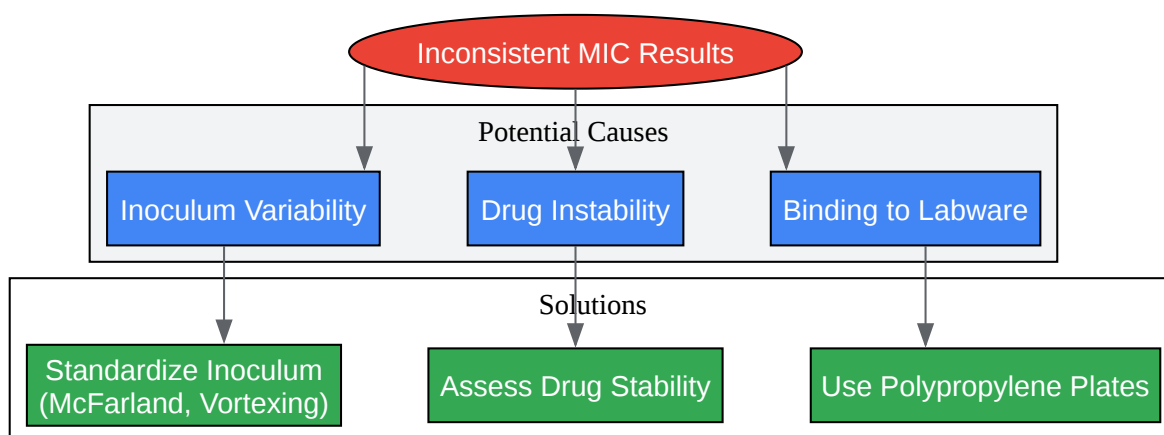 Inconsistent MIC Results
Potential Causes
Inoculum Variability
Drug Instability
Binding to Labware
Solutions
Standardize Inoculum
(McFarland, Vortexing)
Assess Drug Stability
Use Polypropylene Plates